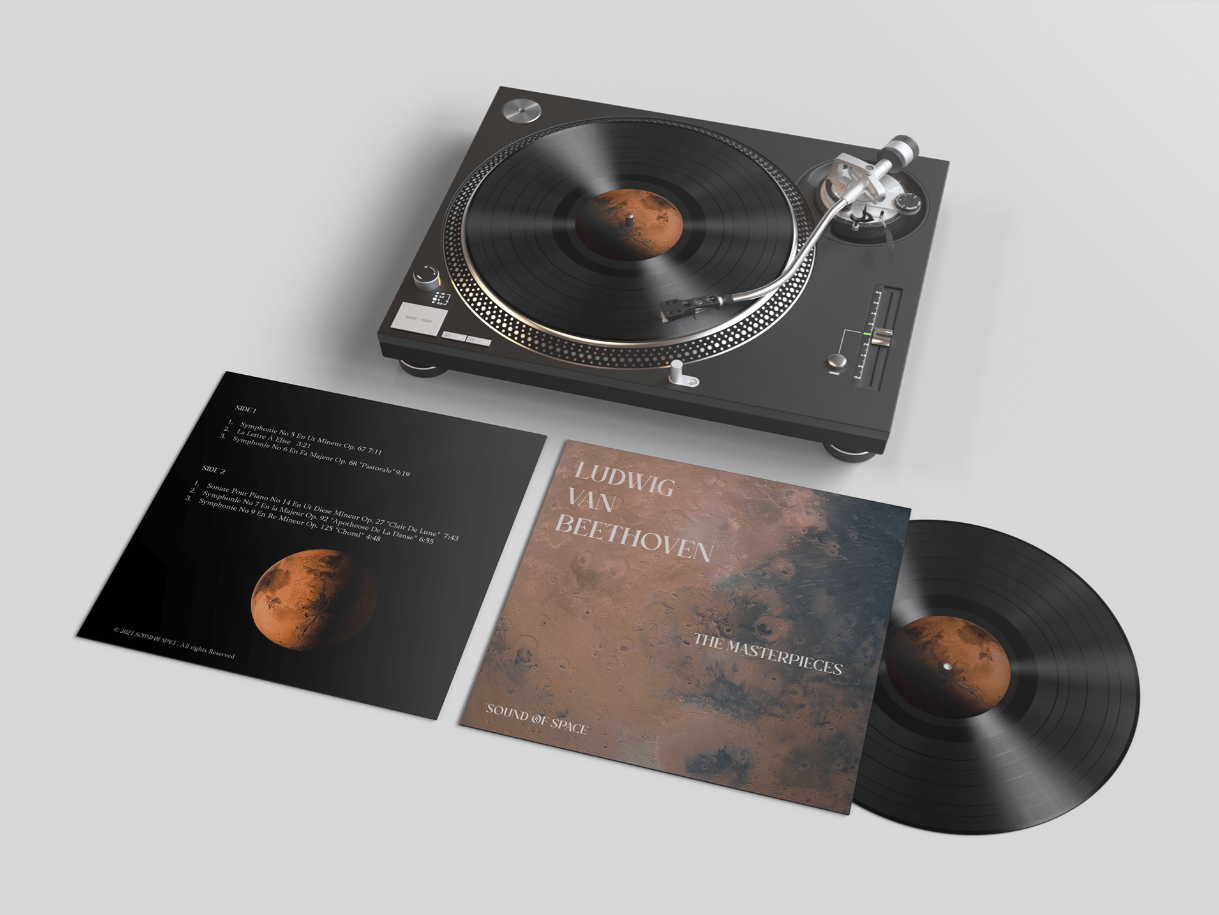 SIDE 1
1. Symphonie No 5 En Ut Mineur Op. 67 7:11
2. La Lettre À Elise 3:21
3. Symphonie No 6 En Fa Majeur Op. 68 "Pastorale" 9:19
SIDE 2
1. Sonate Pour Piano No 14 En Ut Diese Mineur Op. 27 "Clair De Lune" 7:43
2. Symphonie No 7 En la Majeur Op. 92 "Apotheose De La Danse" 6:55
3. Symphonie No 9 En Re Mineur Op. 125 "Choral" 4:48
© 2021 SOUND OF SPACE. All rights Reserved
LUDWIG
VAN
BEETHOVEN
THE MASTERPIECES
SOUND OF SPACE